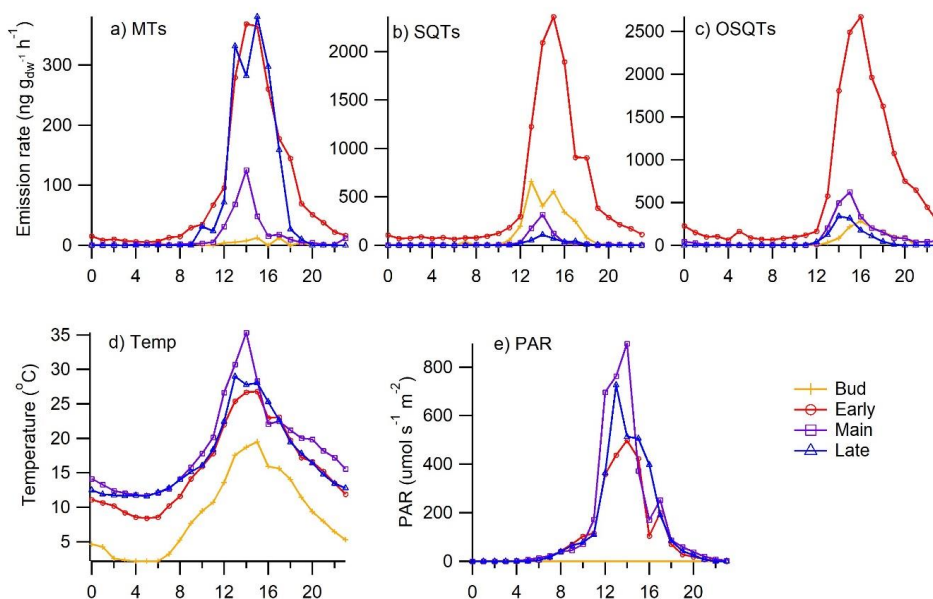 a) MTs
b) SQTs
c) OSQTs
Emission rate (ng gdw-1 h-1)
300
200
100
0
0 4 8 12 16 20
2000
1500
1000
500
0
0 4 8 12 16 20
2500
2000
1500
1000
500
0
0 4 8 12 16 20
d) Temp
e) PAR
Temperature (°C)
35
30
25
20
15
10
5
0 4 8 12 16 20
PAR (umol s-1 m-2)
800
600
400
200
0
0 4 8 12 16 20
Bud
Early
Main
Late